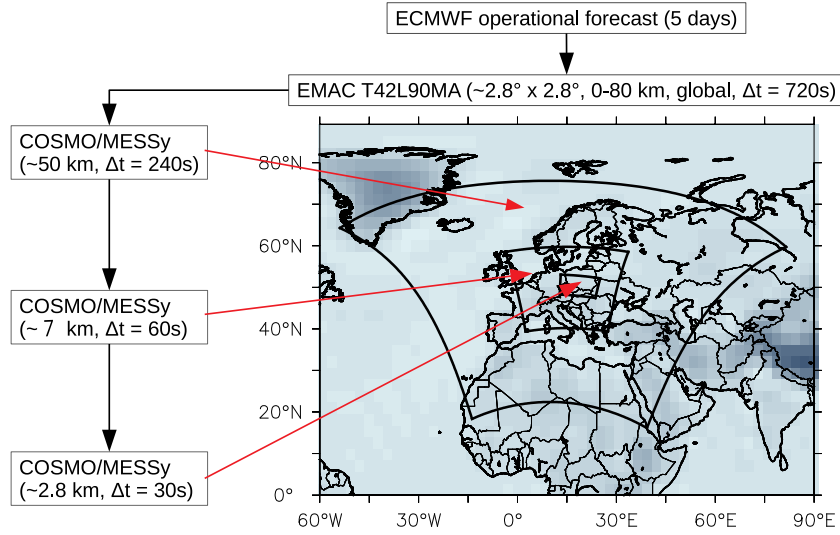 ECMWF operational forecast (5 days)
EMAC T42L90MA (~2.8° x 2.8°, 0-80 km, global, Δt = 720s)
COSMO/MESSy
(~50 km, Δt = 240s)
COSMO/MESSy
(~ 7 km, Δt = 60s)
COSMO/MESSy
(~2.8 km, Δt = 30s)
80°N
60°N
40°N
20°N
0°
60°W
30°W
0°
30°E
60°E
90°E